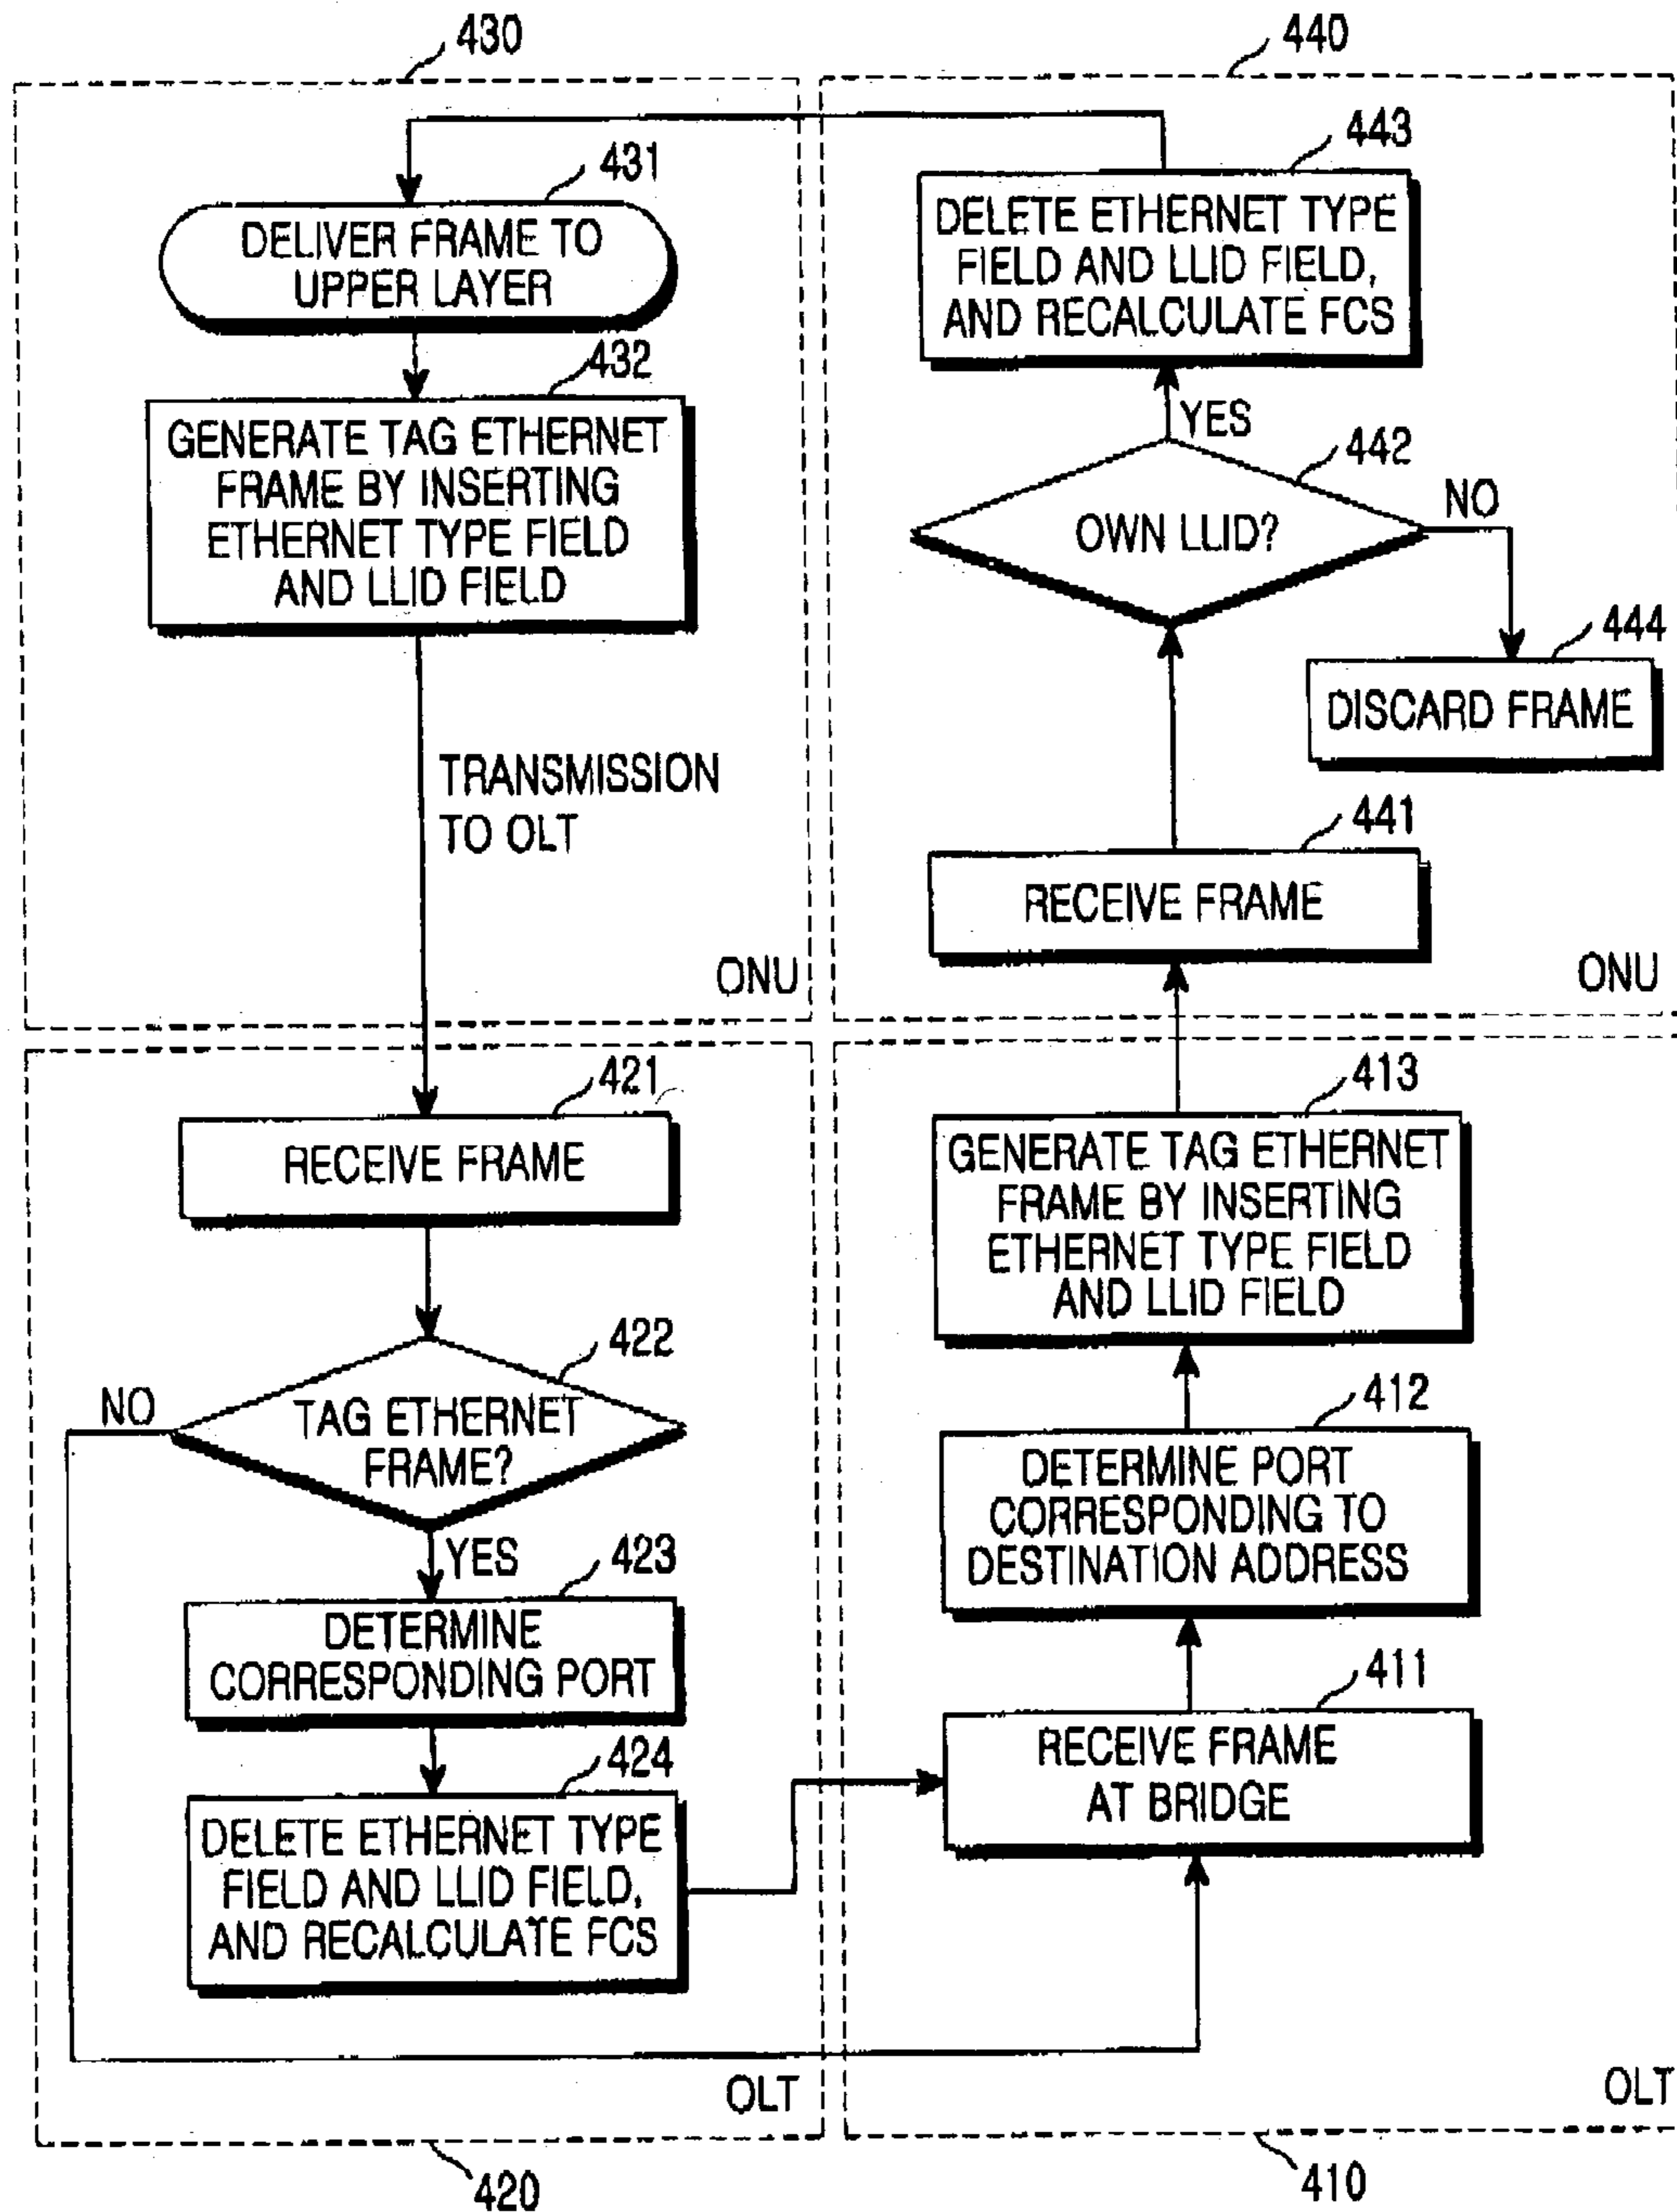 430
431
DELIVER FRAME TO
UPPER LAYER
432
GENERATE TAG ETHERNET
FRAME BY INSERTING
ETHERNET TYPE FIELD
AND LLID FIELD
TRANSMISSION
TO OLT
ONU
440
443
DELETE ETHERNET TYPE
FIELD AND LLID FIELD,
AND RECALCULATE FCS
YES
442
OWN LLID?
NO
444
DISCARD FRAME
441
RECEIVE FRAME
ONU
421
RECEIVE FRAME
422
NO
TAG ETHERNET
FRAME?
YES
423
DETERMINE
CORRESPONDING PORT
424
DELETE ETHERNET TYPE
FIELD AND LLID FIELD,
AND RECALCULATE FCS
OLT
420
413
GENERATE TAG ETHERNET
FRAME BY INSERTING
ETHERNET TYPE FIELD
AND LLID FIELD
412
DETERMINE PORT
CORRESPONDING TO
DESTINATION ADDRESS
411
RECEIVE FRAME
AT BRIDGE
OLT
410